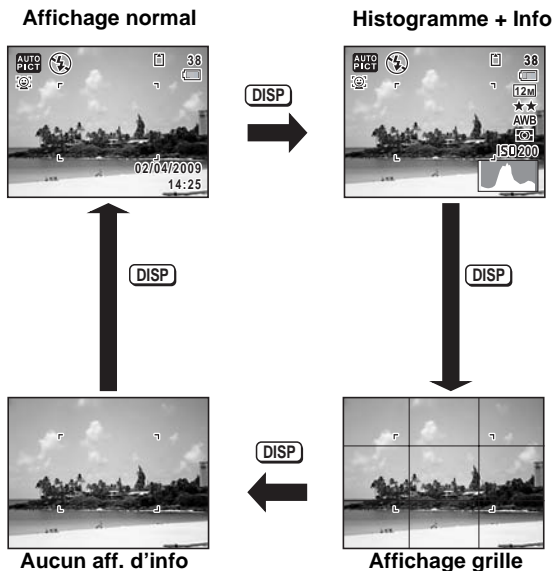 Affichage normal
Histogramme + Info
AUTO PICT
38
02/04/2009
14:25
DISP
AUTO PICT
38
12M
★★
AWB
ISO 200
DISP
DISP
DISP
Aucun aff. d'info
Affichage grille